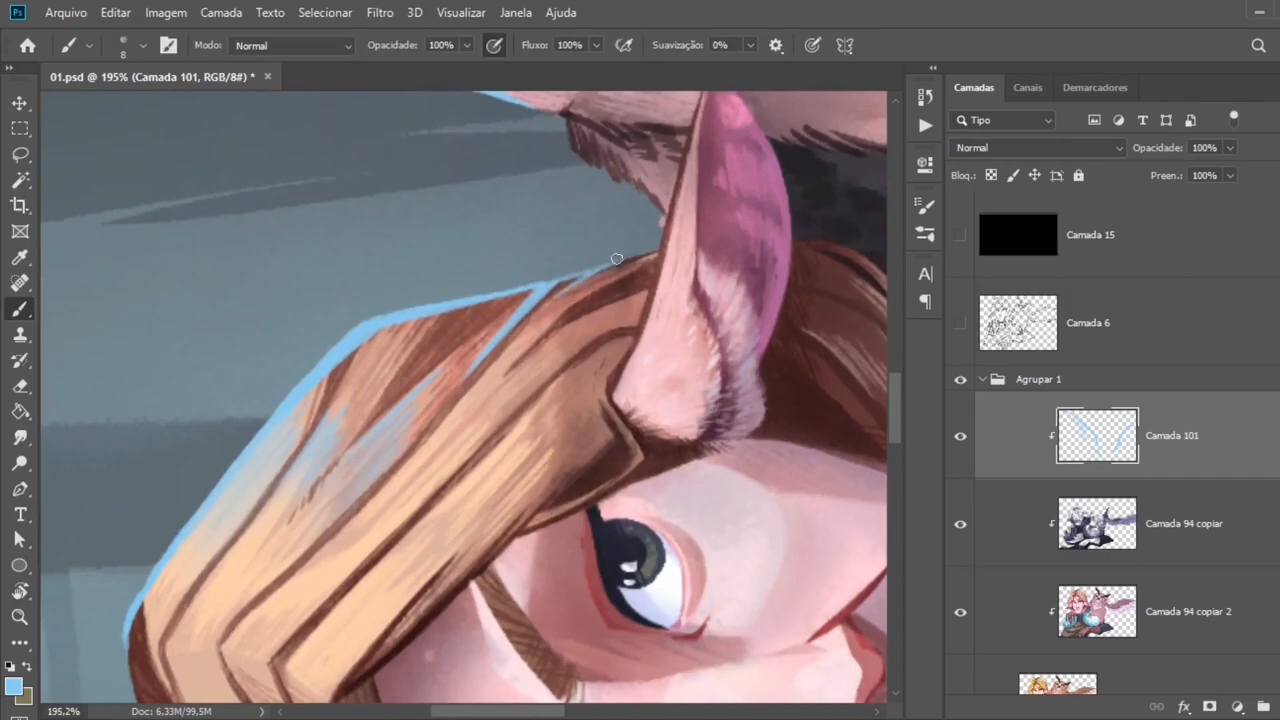 Ps Arquivo Editar Imagem Camada Texto Selecionar Filtro 3D Visualizar Janela Ajuda
8 Modo: Normal Opacidade: 100% Fluxo: 100% Suavização: 0%
01.psd @ 195% (Camada 101, RGB/8#) * ×
Camadas Canais Demarcadores
Tipo T
Normal Opacidade: 100%
Bloq.: Preen.: 100%
Camada 15
A
Camada 6
Agrupar 1
Camada 101
T
Camada 94 copiar
Camada 94 copiar 2
fx
195,2% Doc: 6,33M/99,5M